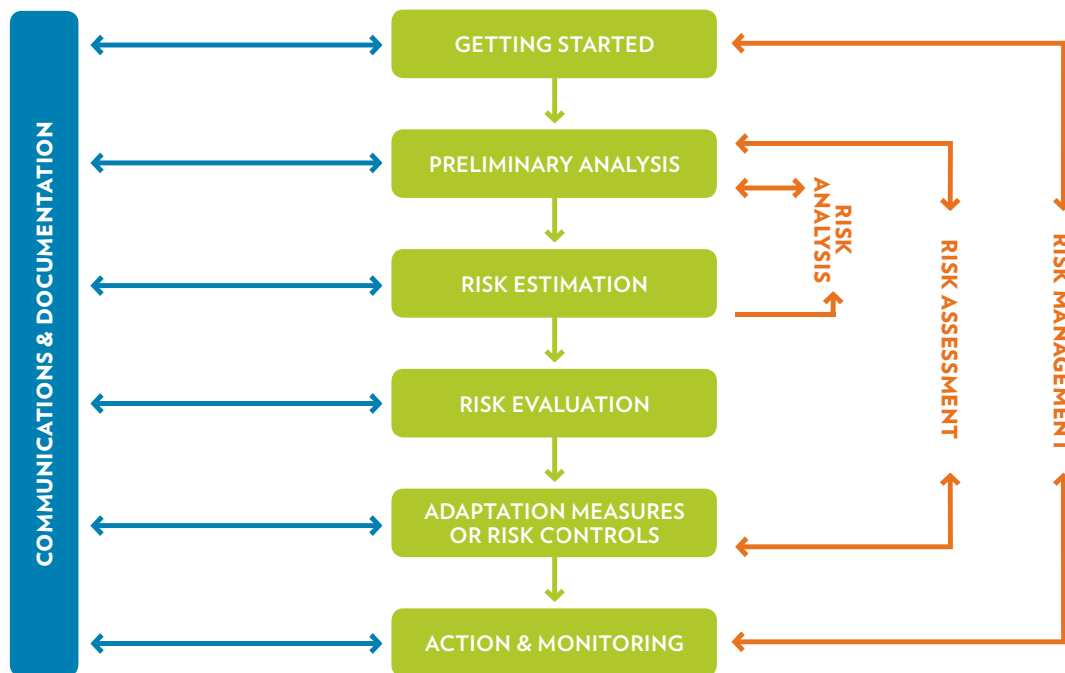 COMMUNICATIONS & DOCUMENTATION
GETTING STARTED
PRELIMINARY ANALYSIS
RISK ESTIMATION
RISK EVALUATION
ADAPTATION MEASURES
OR RISK CONTROLS
ACTION & MONITORING
RISK
ANALYSIS
RISK ASSESSMENT
RISK MANAGEMENT